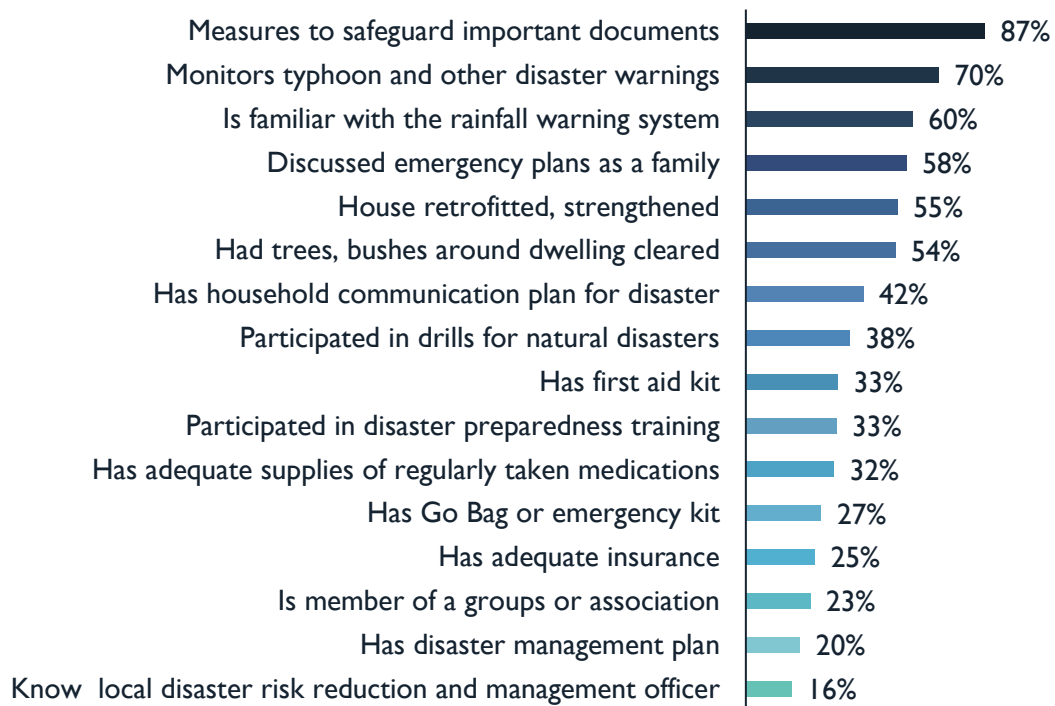 Measures to safeguard important documents 87%
Monitors typhoon and other disaster warnings 70%
Is familiar with the rainfall warning system 60%
Discussed emergency plans as a family 58%
House retrofitted, strengthened 55%
Had trees, bushes around dwelling cleared 54%
Has household communication plan for disaster 42%
Participated in drills for natural disasters 38%
Has first aid kit 33%
Participated in disaster preparedness training 33%
Has adequate supplies of regularly taken medications 32%
Has Go Bag or emergency kit 27%
Has adequate insurance 25%
Is member of a groups or association 23%
Has disaster management plan 20%
Know  local disaster risk reduction and management officer 16%